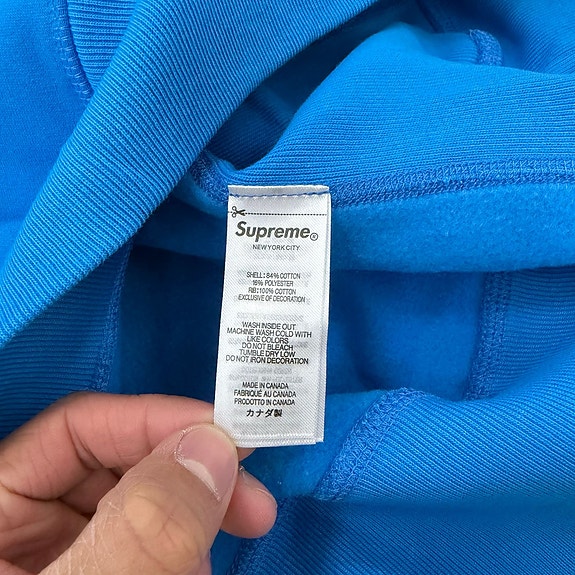 Supreme®
NEW YORK CITY
SHELL: 84% COTTON
16% POLYESTER
RIB: 100% COTTON
EXCLUSIVE OF DECORATION
WASH INSIDE OUT
MACHINE WASH COLD WITH
LIKE COLORS
DO NOT BLEACH
TUMBLE DRY LOW
DO NOT IRON DECORATION
MADE IN CANADA
FABRIQUÉ AU CANADA
PRODOTTO IN CANADA
カナダ製